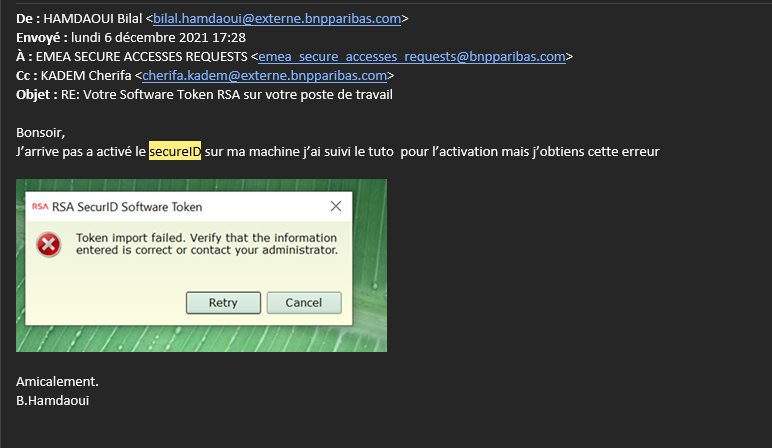 De : HAMDAOUI Bilal <bilal.hamdaoui@externe.bnpparibas.com>
Envoyé : lundi 6 décembre 2021 17:28
À : EMEA SECURE ACCESSES REQUESTS <emea_secure_accesses_requests@bnpparibas.com>
Cc : KADEM Cherifa <cherifa.kadem@externe.bnpparibas.com>
Objet : RE: Votre Software Token RSA sur votre poste de travail
Bonsoir,
J’arrive pas a activé le secureID sur ma machine j’ai suivi le tuto  pour l’activation mais j’obtiens cette erreur
RSA RSA SecurID Software Token
Token import failed. Verify that the information
entered is correct or contact your administrator.
Retry Cancel
Amicalement.
B.Hamdaoui